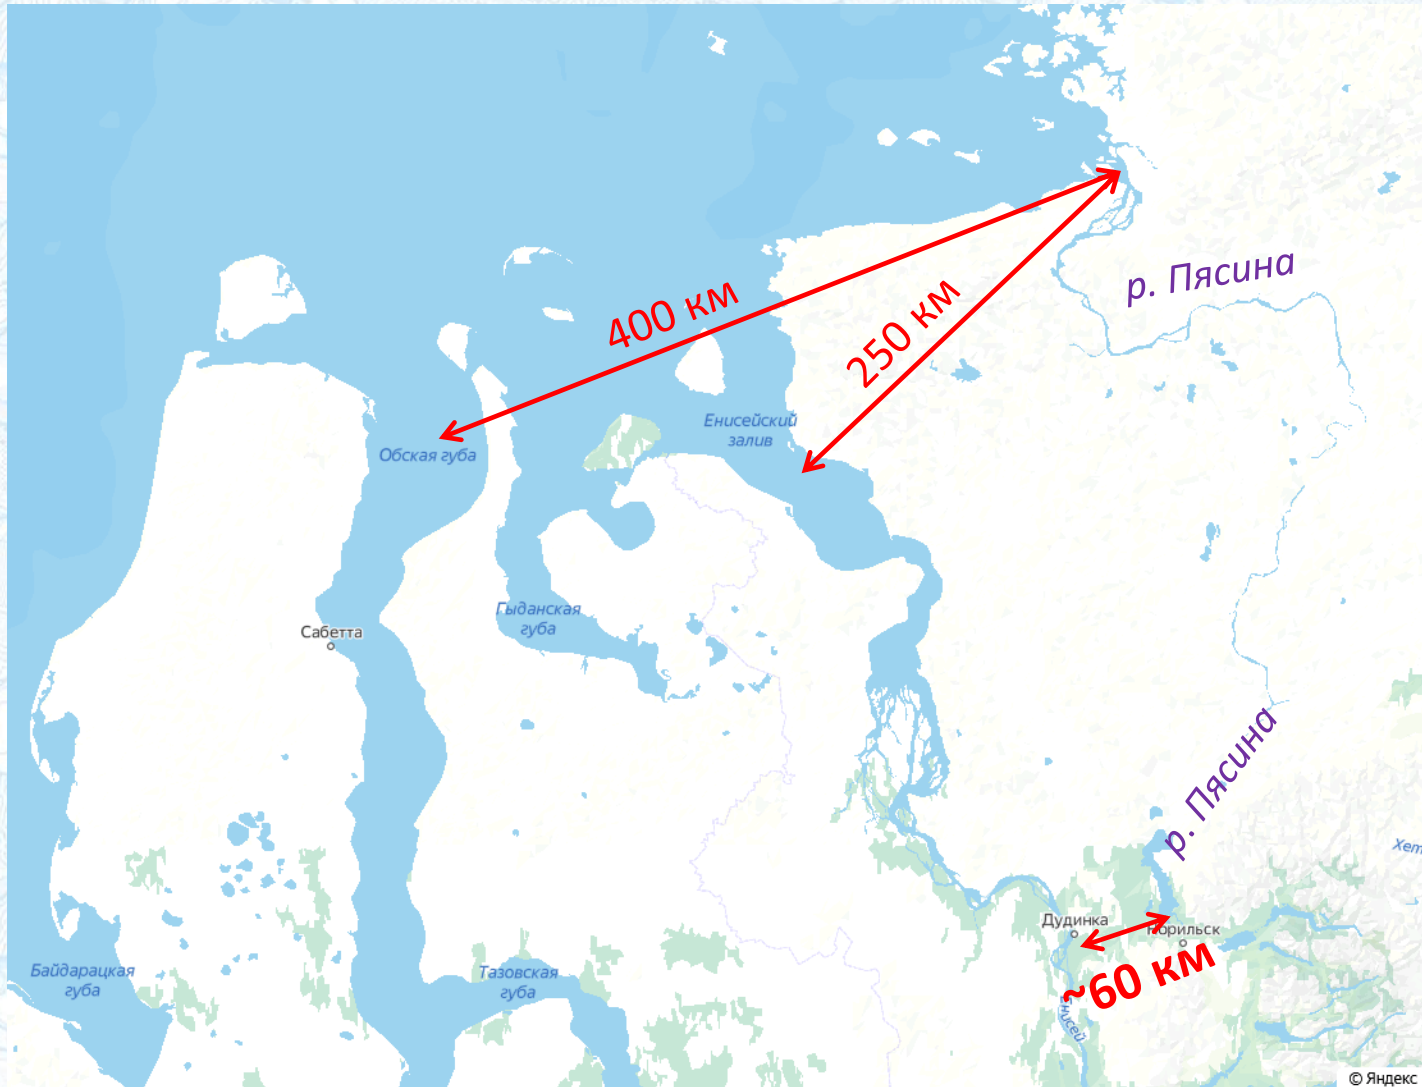 р. Пясина
400 км
250 км
Енисейский
залив
Обская губа
Гыданская
губа
Сабетта
р. Пясина
Хет
Дудинка
Норильск
~60 км
Байдарацкая
губа
Тазовская
губа
Енисей
© Яндекс